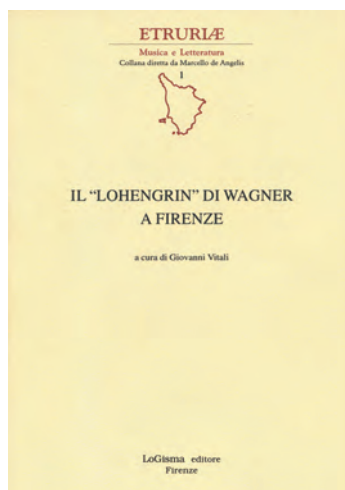 ETRURIÆ
Musica e Letteratura
Collana diretta da Marcello de Angelis
1
IL “LOHENGRIN” DI WAGNER
A FIRENZE
a cura di Giovanni Vitali
LoGisma editore
Firenze